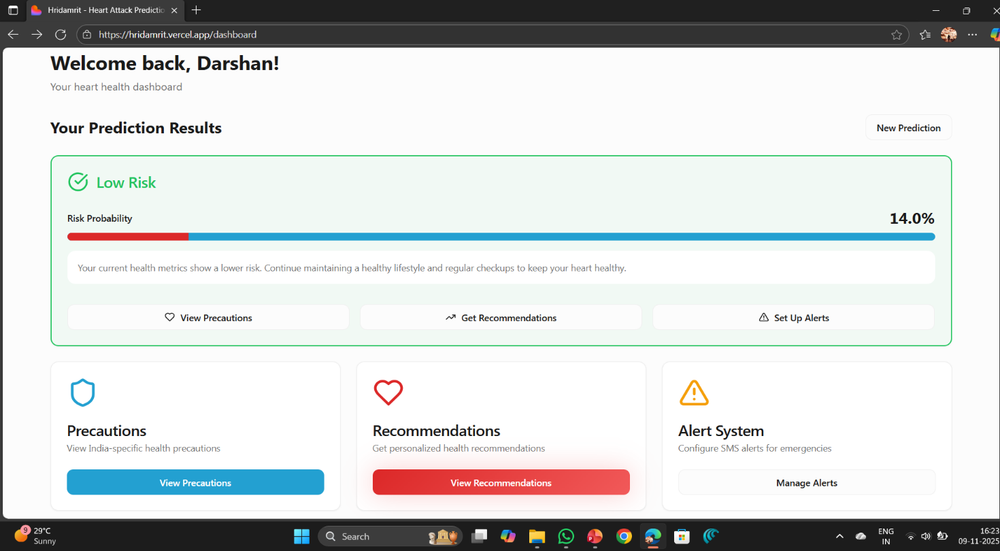 Hridamrit - Heart Attack Predictio
https://hridamrit.vercel.app/dashboard
Welcome back, Darshan!
Your heart health dashboard
Your Prediction Results
New Prediction
Low Risk
Risk Probability
14.0%
Your current health metrics show a lower risk. Continue maintaining a healthy lifestyle and regular checkups to keep your heart healthy.
View Precautions
Get Recommendations
Set Up Alerts
Precautions
View India-specific health precautions
View Precautions
Recommendations
Get personalized health recommendations
View Recommendations
Alert System
Configure SMS alerts for emergencies
Manage Alerts
9
29°C
Sunny
Search
P
ENG
IN
16:23
09-11-2025